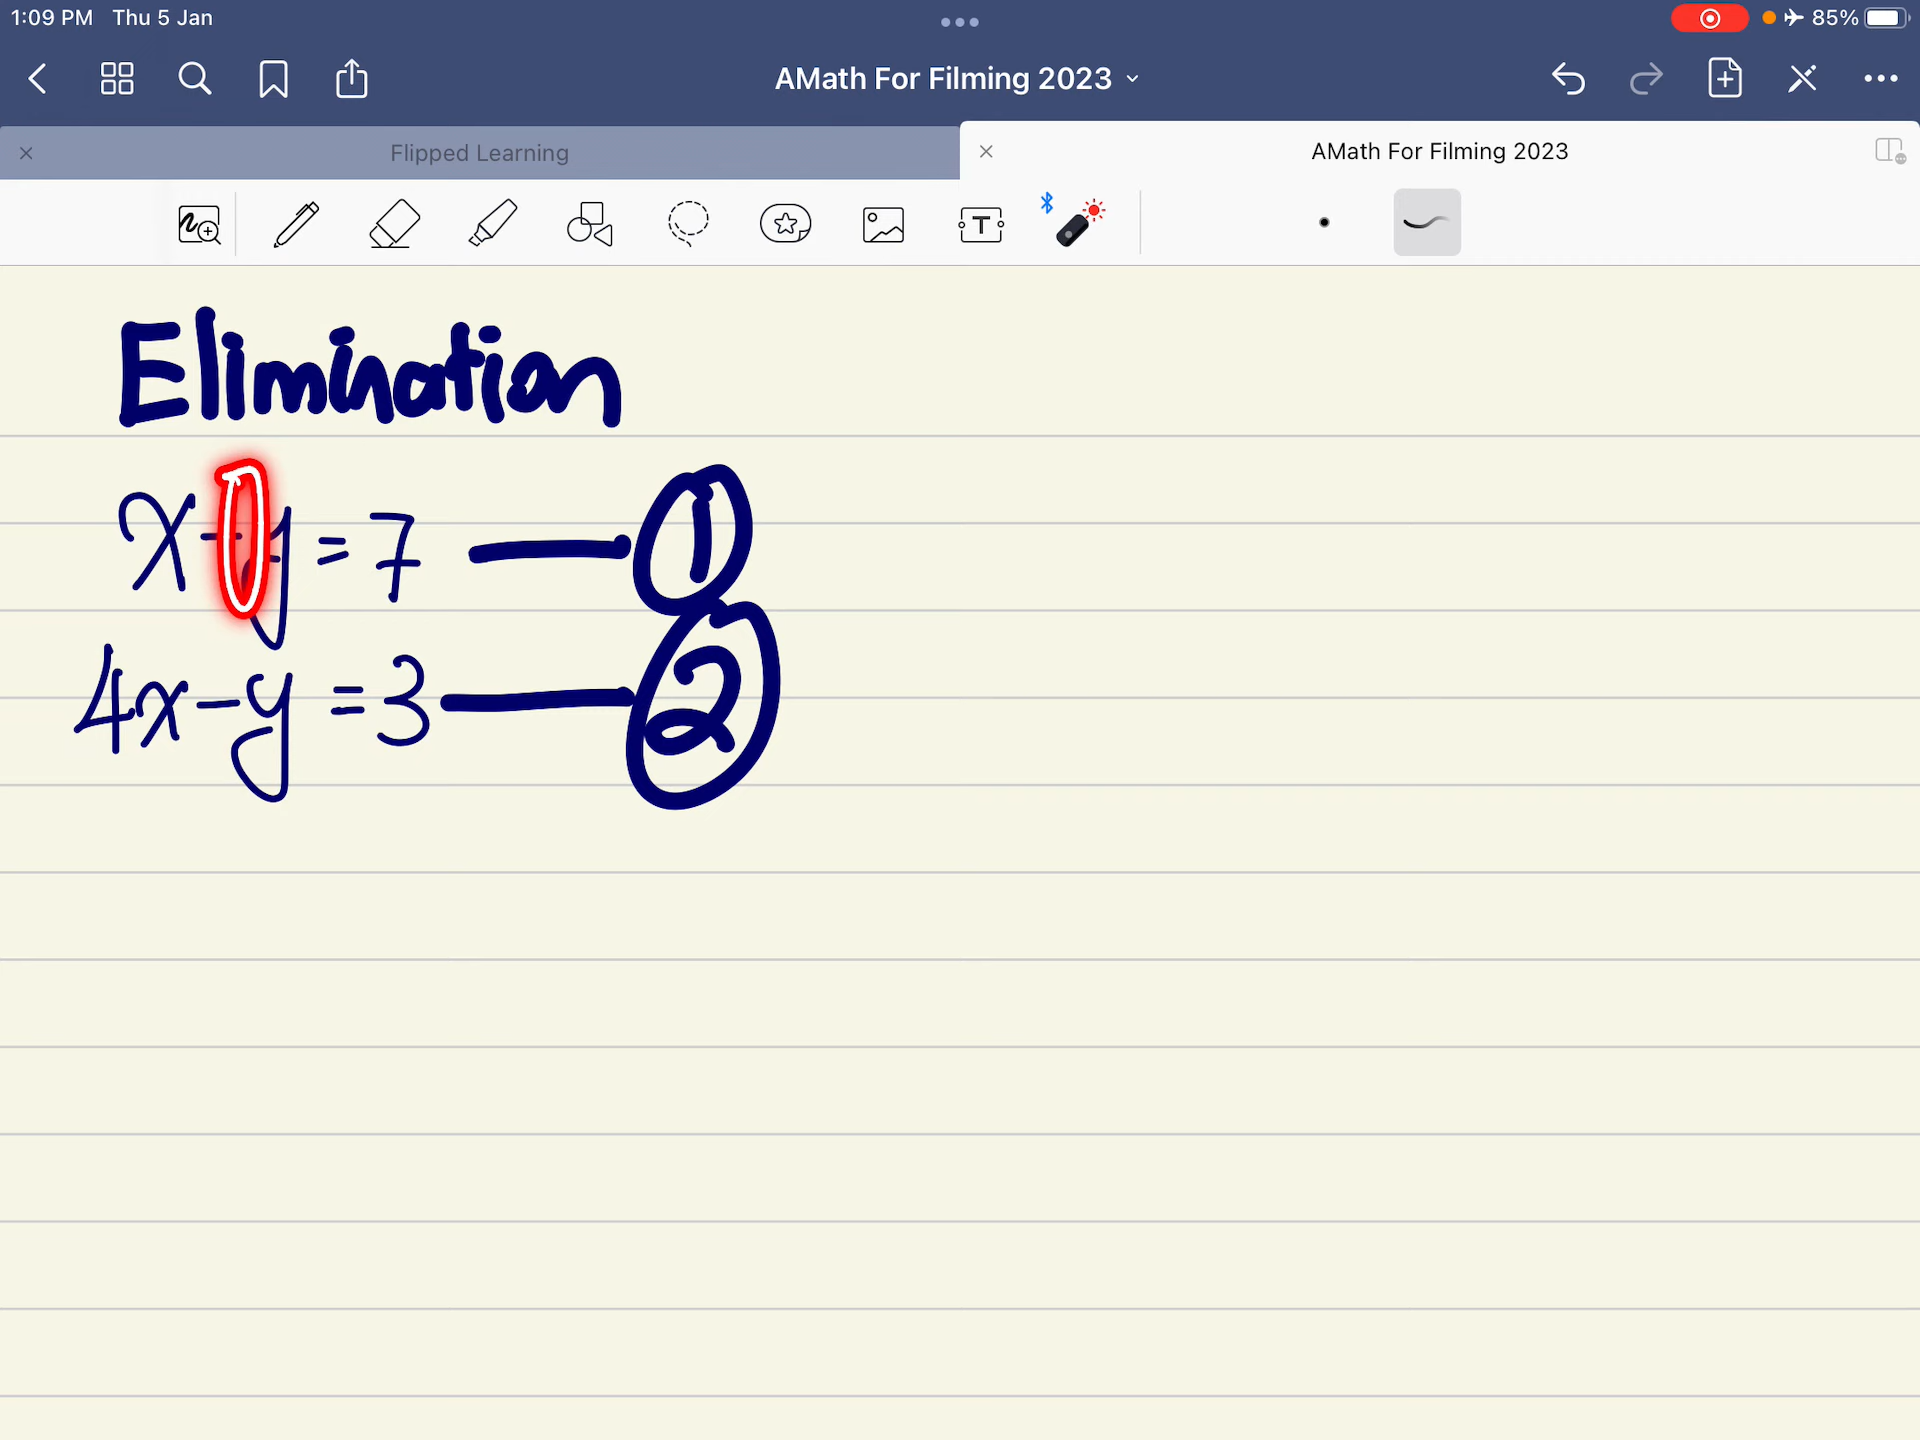 1:09 PM Thu 5 Jan 85%
AMath For Filming 2023
Flipped Learning AMath For Filming 2023
T
Elimination
x - y = 7 — ①
4x - y = 3 — ②